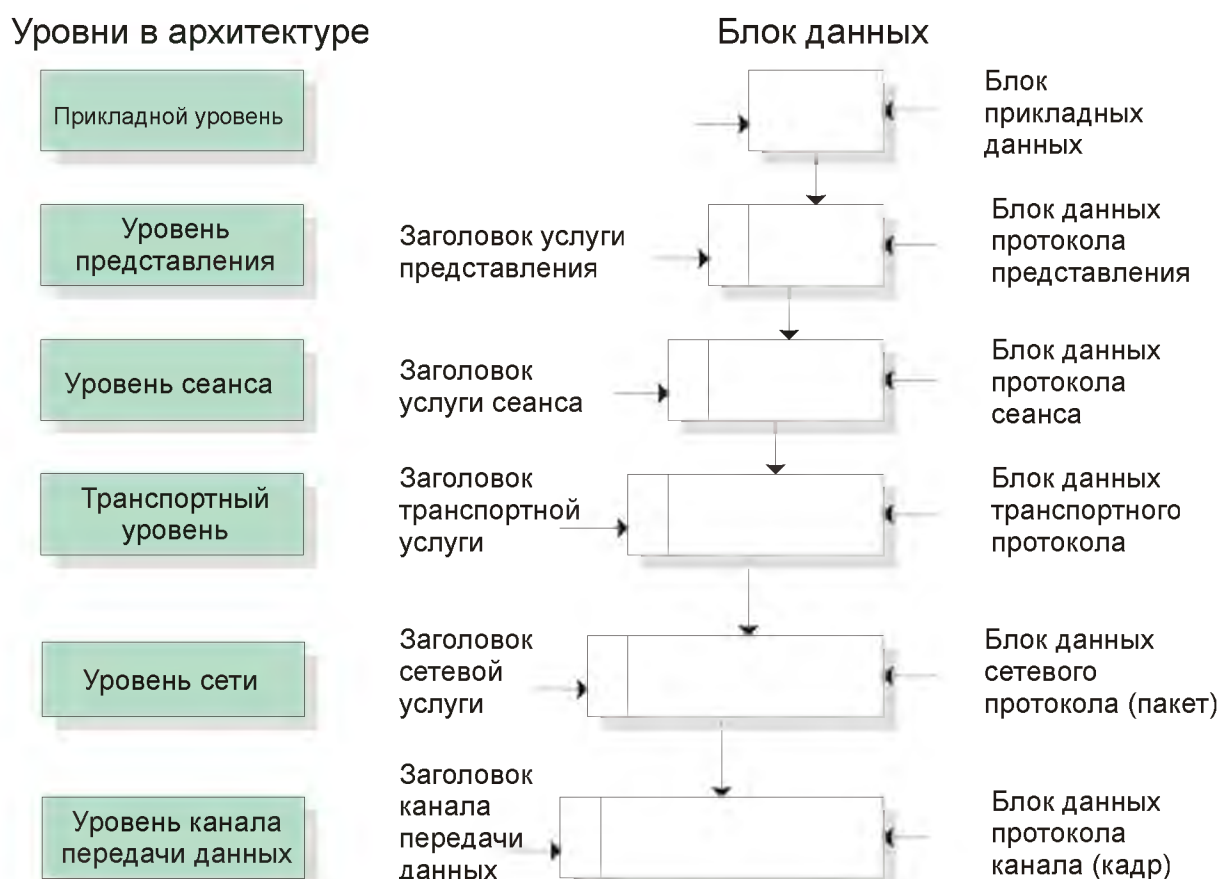 Уровни в архитектуре
Блок данных
Прикладной уровень
Блок
прикладных
данных
Уровень
представления
Заголовок услуги
представления
Блок данных
протокола
представления
Уровень сеанса
Заголовок
услуги сеанса
Блок данных
протокола
сеанса
Транспортный
уровень
Заголовок
транспортной
услуги
Блок данных
транспортного
протокола
Уровень сети
Заголовок
сетевой
услуги
Блок данных
сетевого
протокола (пакет)
Уровень канала
передачи данных
Заголовок
канала
передачи
данных
Блок данных
протокола
канала (кадр)